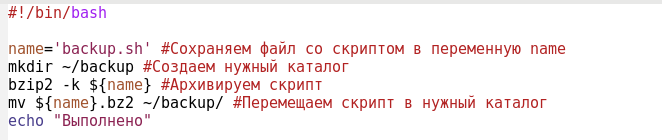 #!/bin/bash
name='backup.sh' #Сохраняем файл со скриптом в переменную name
mkdir ~/backup #Создаем нужный каталог
bzip2 -k ${name} #Архивируем скрипт
mv ${name}.bz2 ~/backup/ #Перемещаем скрипт в нужный каталог
echo "Выполнено"